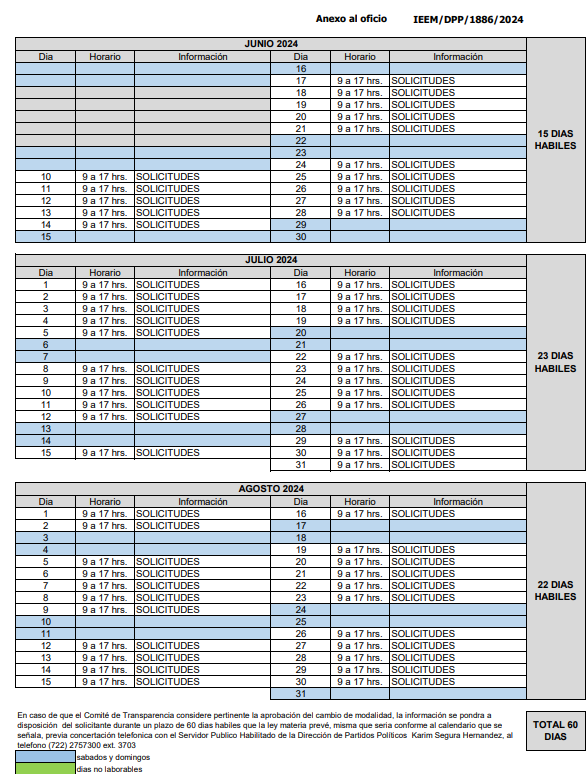 Anexo al oficio IEEM/DPP/1886/2024
JUNIO 2024
Dia Horario Información Dia Horario Información
16
17 9 a 17 hrs. SOLICITUDES
18 9 a 17 hrs. SOLICITUDES
19 9 a 17 hrs. SOLICITUDES
20 9 a 17 hrs. SOLICITUDES
21 9 a 17 hrs. SOLICITUDES
22
23
24 9 a 17 hrs. SOLICITUDES
10 9 a 17 hrs. SOLICITUDES 25 9 a 17 hrs. SOLICITUDES
11 9 a 17 hrs. SOLICITUDES 26 9 a 17 hrs. SOLICITUDES
12 9 a 17 hrs. SOLICITUDES 27 9 a 17 hrs. SOLICITUDES
13 9 a 17 hrs. SOLICITUDES 28 9 a 17 hrs. SOLICITUDES
14 9 a 17 hrs. SOLICITUDES 29
15 30
15 DIAS
HABILES
JULIO 2024
Dia Horario Información Dia Horario Información
1 9 a 17 hrs. SOLICITUDES 16 9 a 17 hrs. SOLICITUDES
2 9 a 17 hrs. SOLICITUDES 17 9 a 17 hrs. SOLICITUDES
3 9 a 17 hrs. SOLICITUDES 18 9 a 17 hrs. SOLICITUDES
4 9 a 17 hrs. SOLICITUDES 19 9 a 17 hrs. SOLICITUDES
5 9 a 17 hrs. SOLICITUDES 20
6 21
7 22 9 a 17 hrs. SOLICITUDES
8 9 a 17 hrs. SOLICITUDES 23 9 a 17 hrs. SOLICITUDES
9 9 a 17 hrs. SOLICITUDES 24 9 a 17 hrs. SOLICITUDES
10 9 a 17 hrs. SOLICITUDES 25 9 a 17 hrs. SOLICITUDES
11 9 a 17 hrs. SOLICITUDES 26 9 a 17 hrs. SOLICITUDES
12 9 a 17 hrs. SOLICITUDES 27
13 28
14 29 9 a 17 hrs. SOLICITUDES
15 9 a 17 hrs. SOLICITUDES 30 9 a 17 hrs. SOLICITUDES
31 9 a 17 hrs. SOLICITUDES
23 DIAS
HABILES
AGOSTO 2024
Dia Horario Información Dia Horario Información
1 9 a 17 hrs. SOLICITUDES 16 9 a 17 hrs. SOLICITUDES
2 9 a 17 hrs. SOLICITUDES 17
3 18
4 19 9 a 17 hrs. SOLICITUDES
5 9 a 17 hrs. SOLICITUDES 20 9 a 17 hrs. SOLICITUDES
6 9 a 17 hrs. SOLICITUDES 21 9 a 17 hrs. SOLICITUDES
7 9 a 17 hrs. SOLICITUDES 22 9 a 17 hrs. SOLICITUDES
8 9 a 17 hrs. SOLICITUDES 23 9 a 17 hrs. SOLICITUDES
9 9 a 17 hrs. SOLICITUDES 24
10 25
11 26 9 a 17 hrs. SOLICITUDES
12 9 a 17 hrs. SOLICITUDES 27 9 a 17 hrs. SOLICITUDES
13 9 a 17 hrs. SOLICITUDES 28 9 a 17 hrs. SOLICITUDES
14 9 a 17 hrs. SOLICITUDES 29 9 a 17 hrs. SOLICITUDES
15 9 a 17 hrs. SOLICITUDES 30 9 a 17 hrs. SOLICITUDES
31
22 DIAS
HABILES
En caso de que el Comité de Transparencia considere pertinente la aprobación del cambio de modalidad, la información se pondra a
disposición del solicitante durante un plazo de 60 dias habiles que la ley materia prevé, misma que seria conforme al calendario que se
señala, previa concertación telefonica con el Servidor Publico Habilitado de la Dirección de Partidos Políticos Karim Segura Hernandez, al
telefono (722) 2757300 ext. 3703
TOTAL 60
DIAS
sabados y domingos
dias no laborables